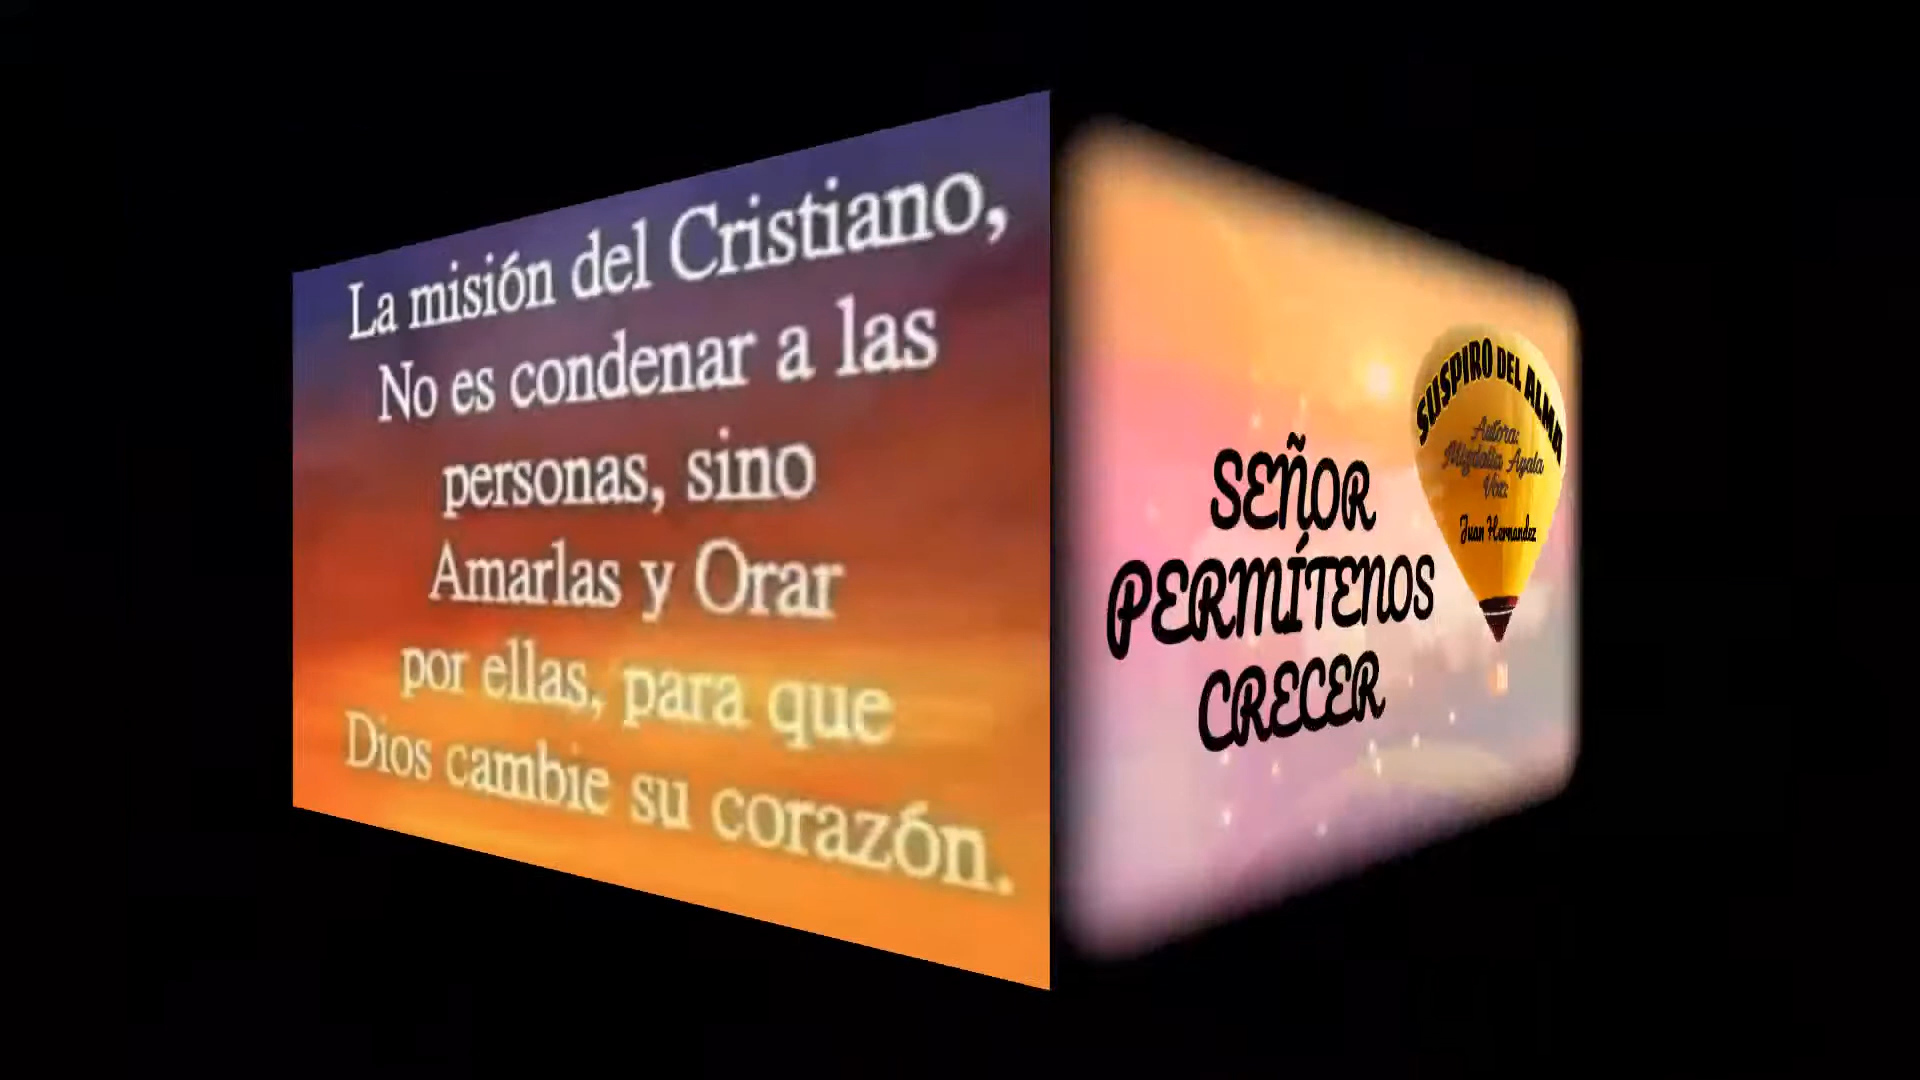 La misión del Cristiano,
No es condenar a las
personas, sino
Amarlas y Orar
por ellas, para que
Dios cambie su corazón.
SEÑOR
PERMÍTENOS
CRECER
SUSPIRO DEL ALMA
Autora:
Migdalia Ayala
Voz:
Juan Hernandez